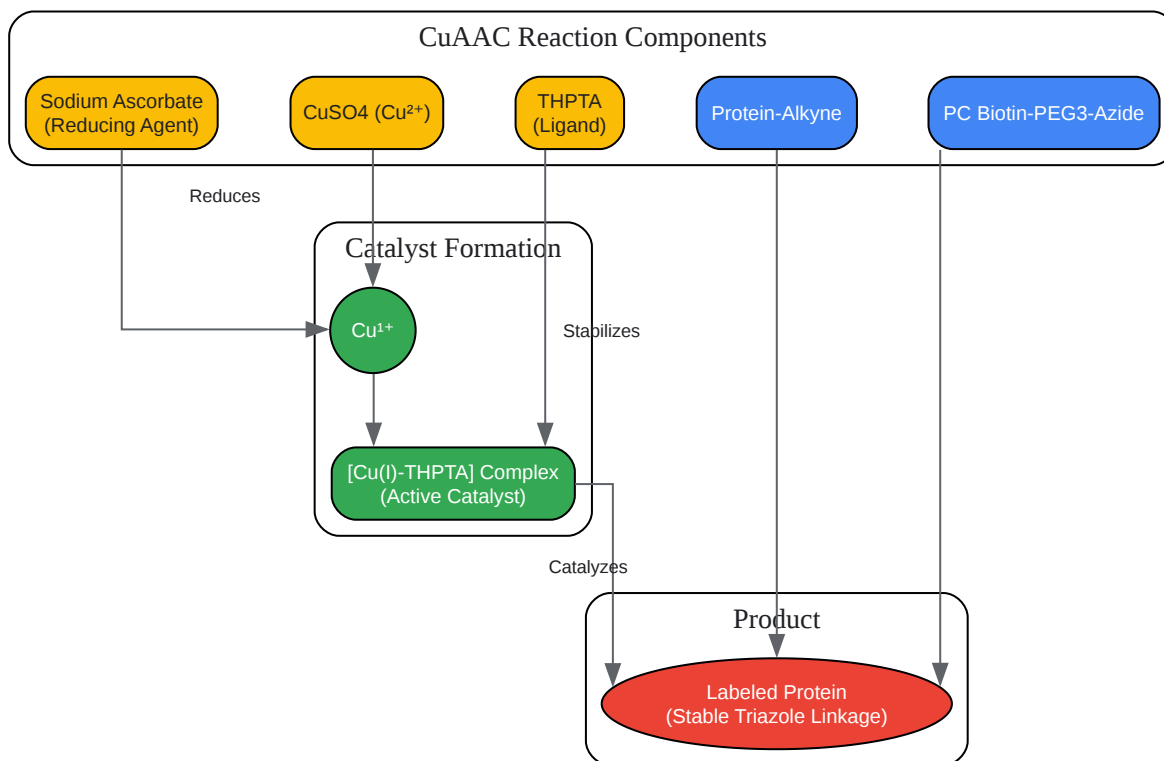 CuAAC Reaction Components
Sodium Ascorbate
(Reducing Agent)
CuSO4 (Cu²⁺)
THPTA
(Ligand)
Protein-Alkyne
PC Biotin-PEG3-Azide
Reduces
Catalyst Formation
Cu¹⁺
Stabilizes
[Cu(I)-THPTA] Complex
(Active Catalyst)
Catalyzes
Product
Labeled Protein
(Stable Triazole Linkage)